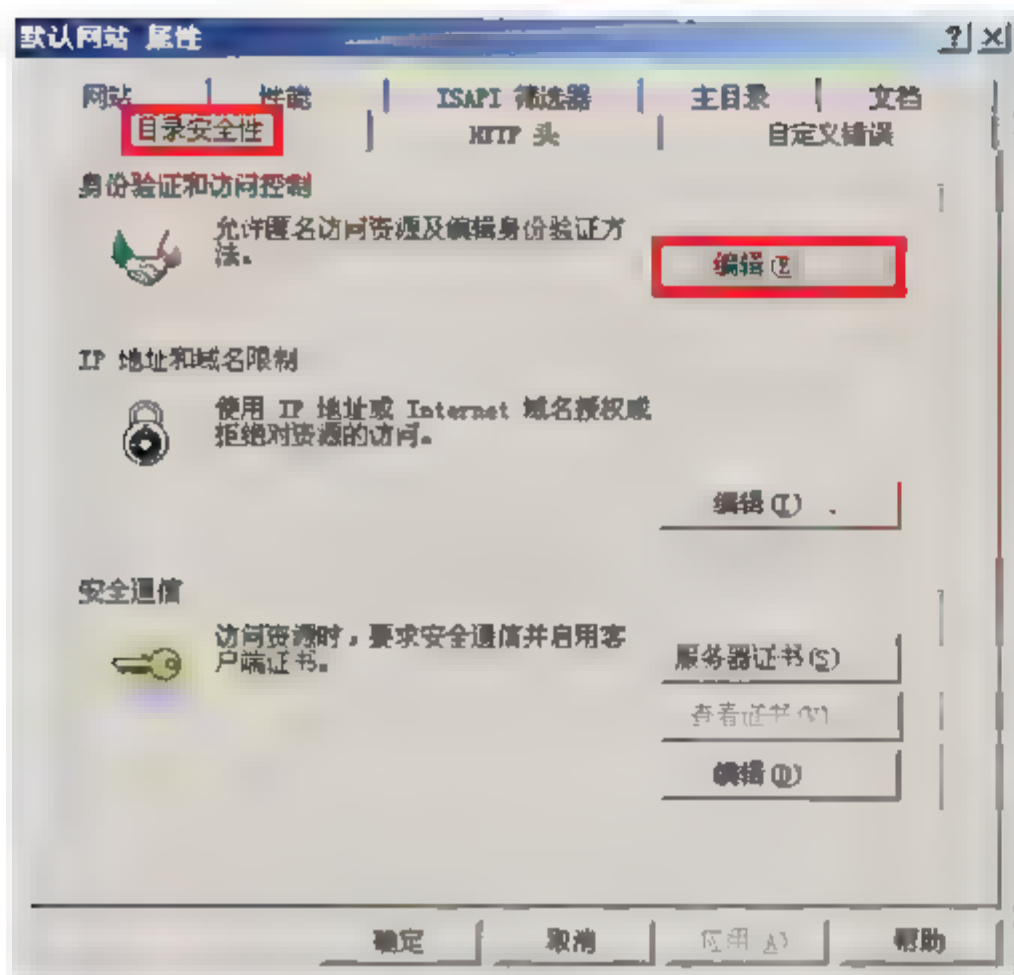 默认网站 属性
网站 性能 ISAPI 筛选器 主目录 文档
目录安全性 HTTP 头 自定义错误
身份验证和访问控制
允许匿名访问资源及编辑身份验证方
法。
编辑(E
IP 地址和域名限制
使用 IP 地址或 Internet 域名授权或
拒绝对资源的访问。
编辑(I) .
安全通信
访问资源时，要求安全通信并启用客
户端证书。
服务器证书(S)
查看证书(V)
编辑(D)
确定 取消 应用 A) 帮助